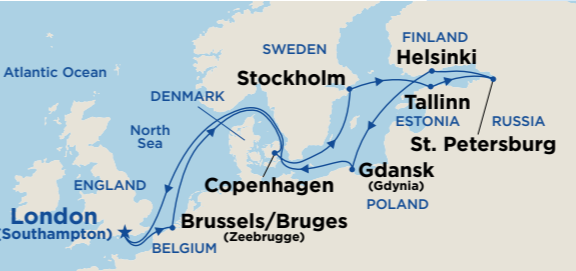 FINLAND
SWEDEN
Helsinki
Atlantic Ocean
Stockholm
DENMARK
Tallinn
ESTONIA
RUSSIA
North
Sea
St. Petersburg
Gdansk
(Gdynia)
ENGLAND
Copenhagen
POLAND
London
(Southampton)
Brussels/Bruges
(Zeebrugge)
BELGIUM